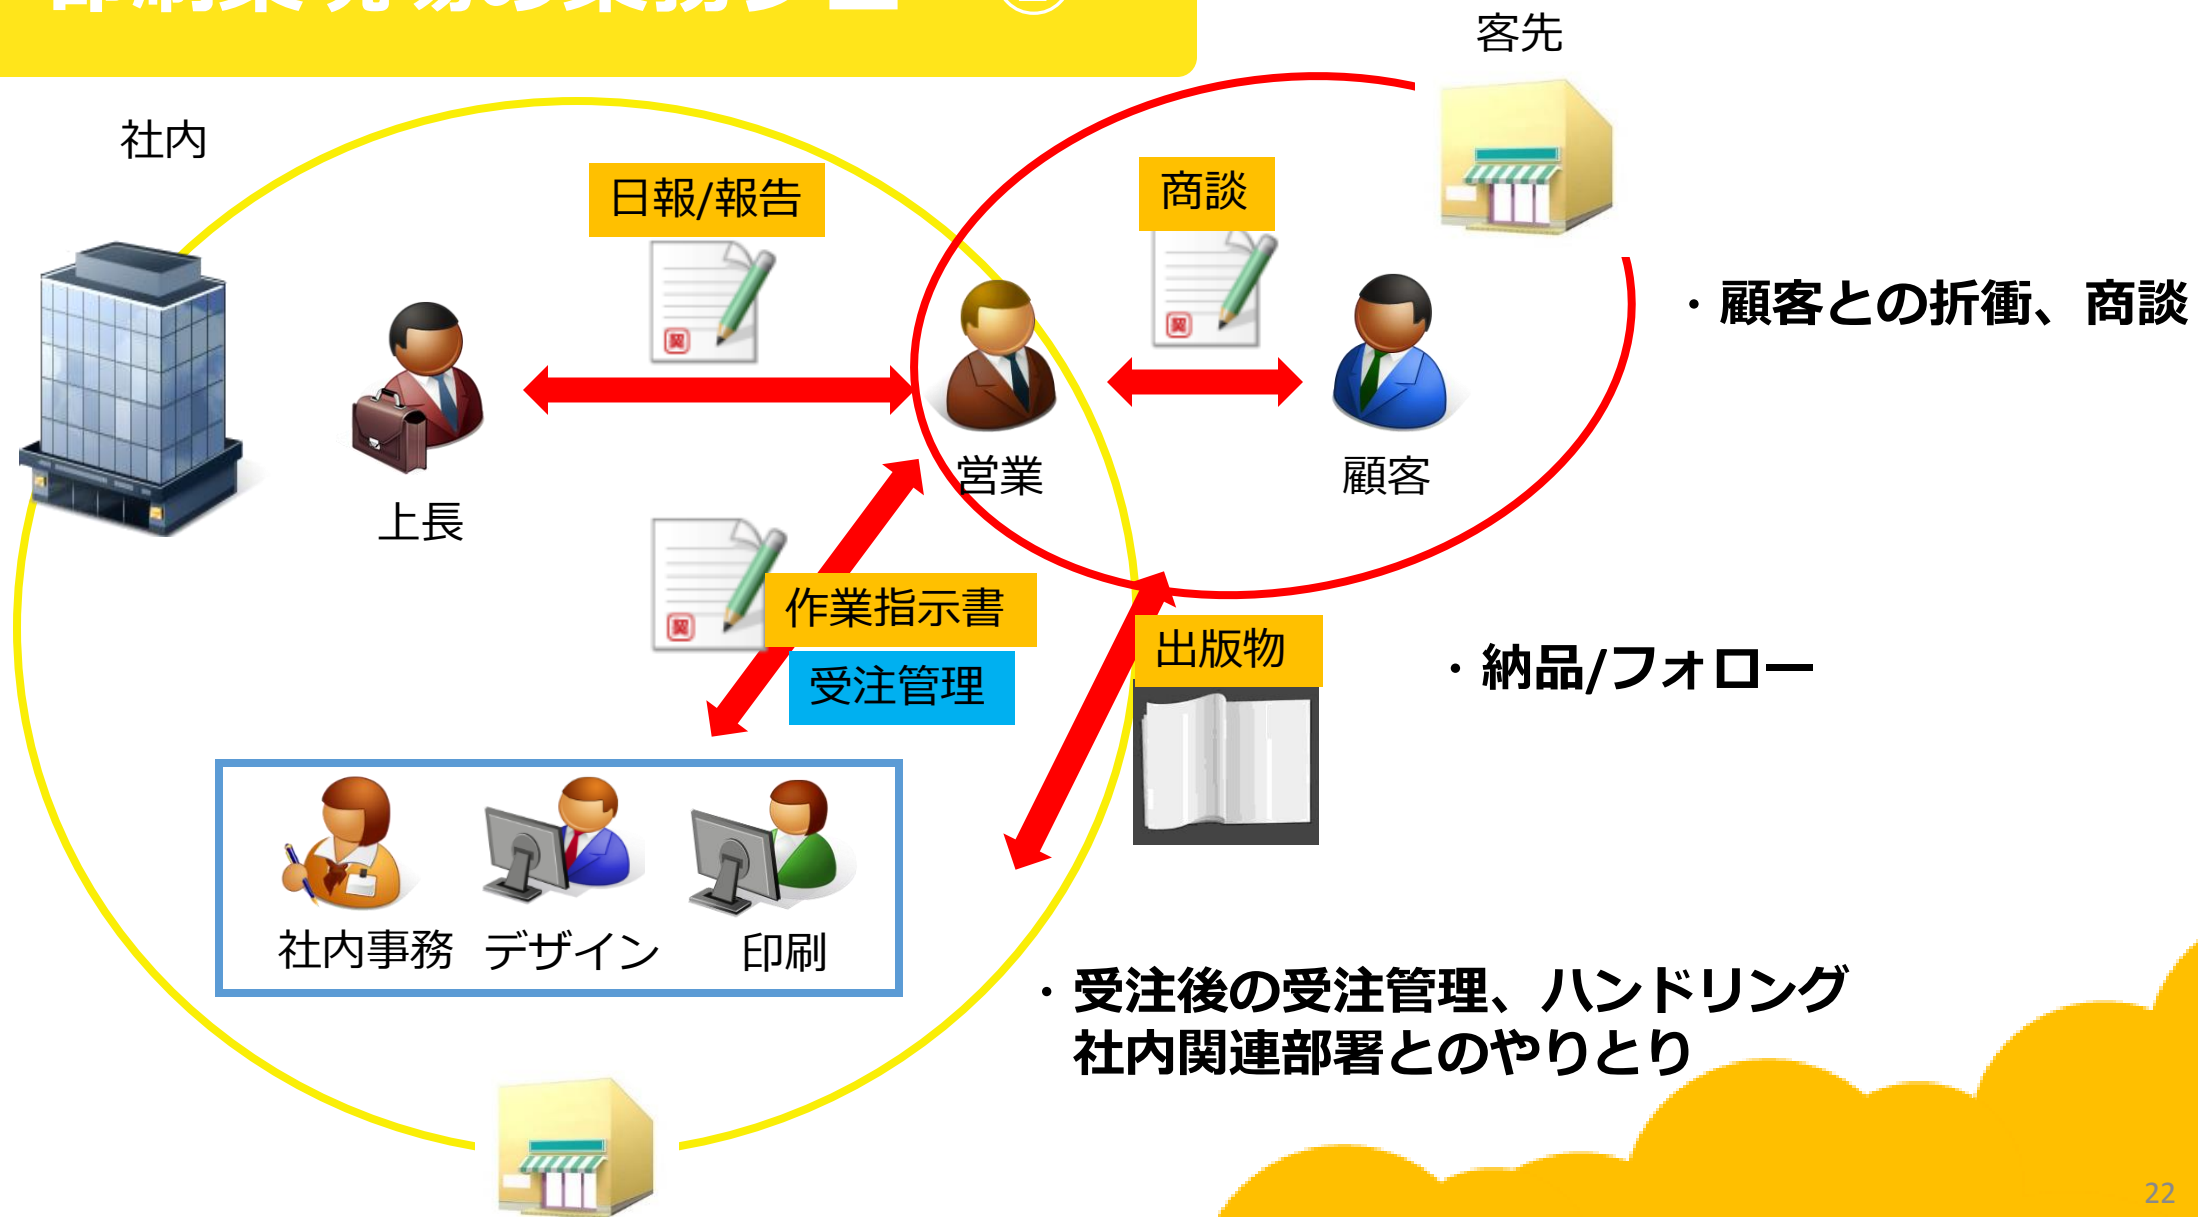 客先
社内
日報/報告
商談
・顧客との折衝、商談
営業
顧客
上長
作業指示書
出版物
・納品/フォロー
受注管理
社内事務
デザイン
印刷
・受注後の受注管理、ハンドリング
社内関連部署とのやりとり
22